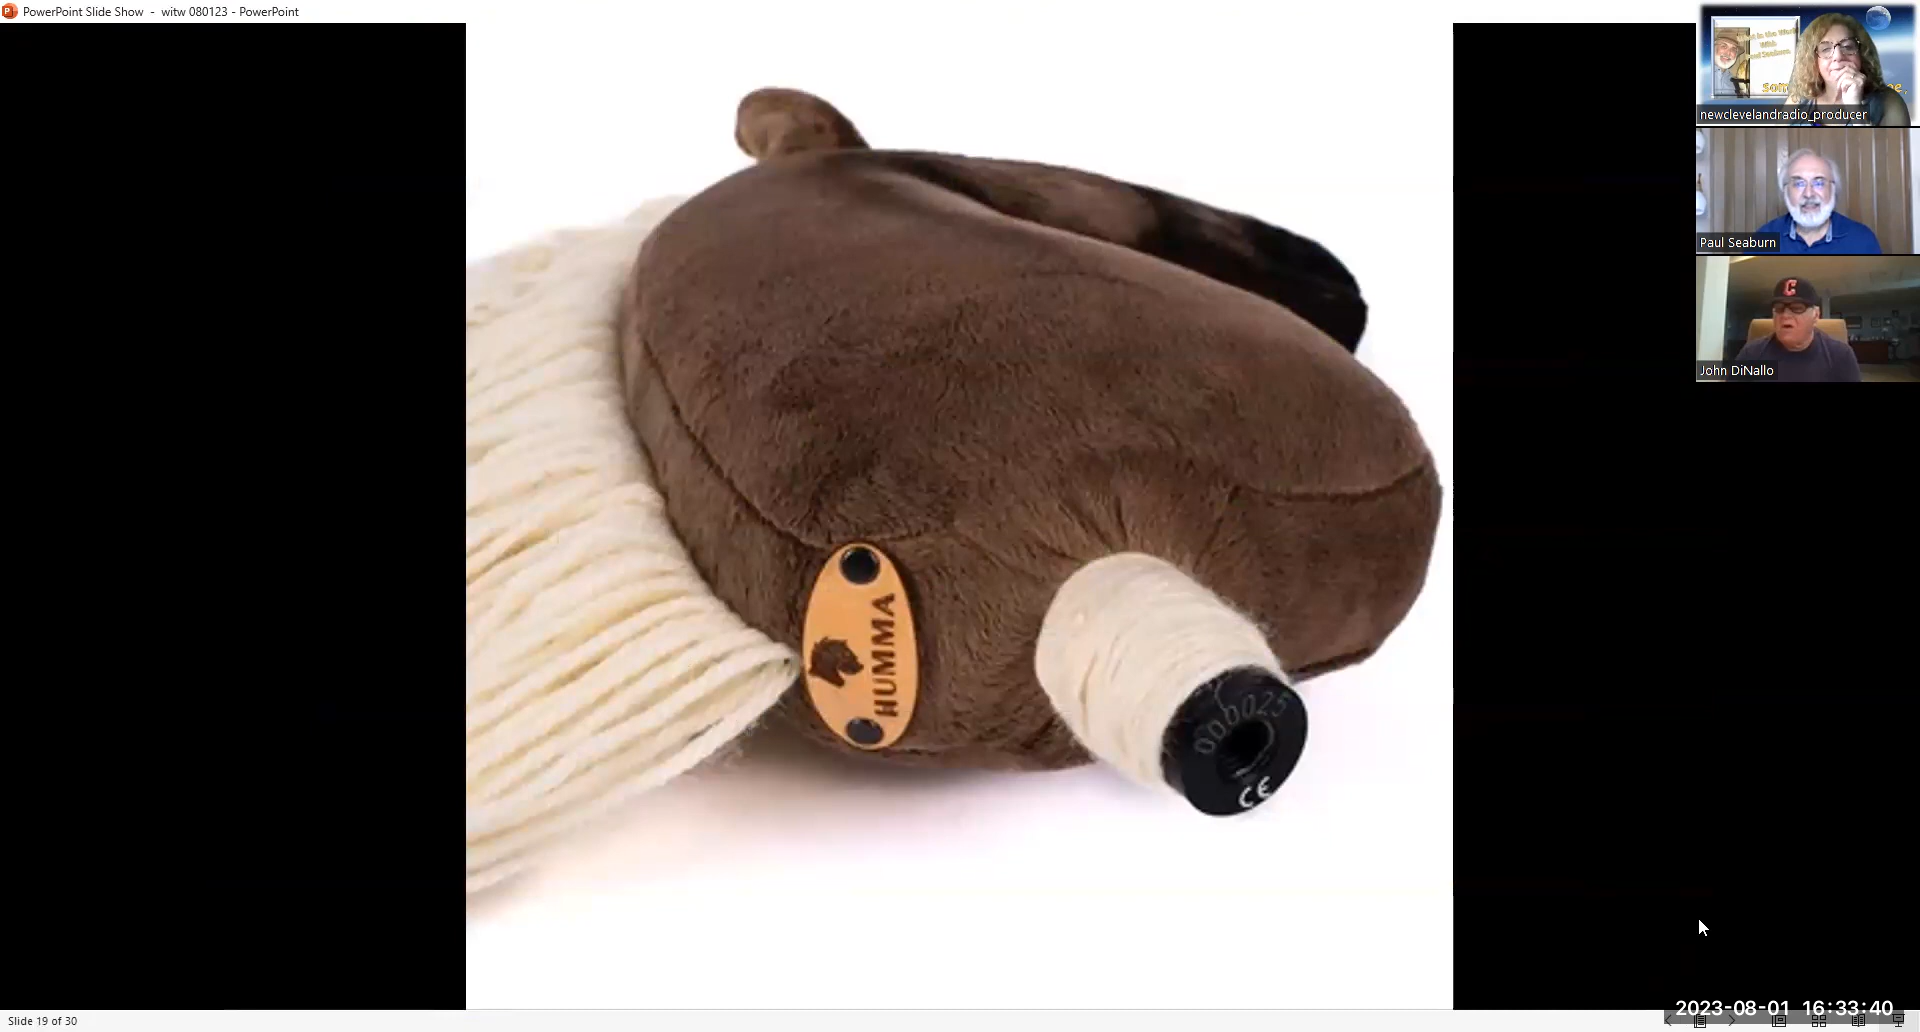 PowerPoint Slide Show - witw 080123 - PowerPoint
newclevelandradio_producer
Paul Seaburn
C
John DiNallo
HUMMA
000025
CE
2023-08-01 16:33:40
Slide 19 of 30